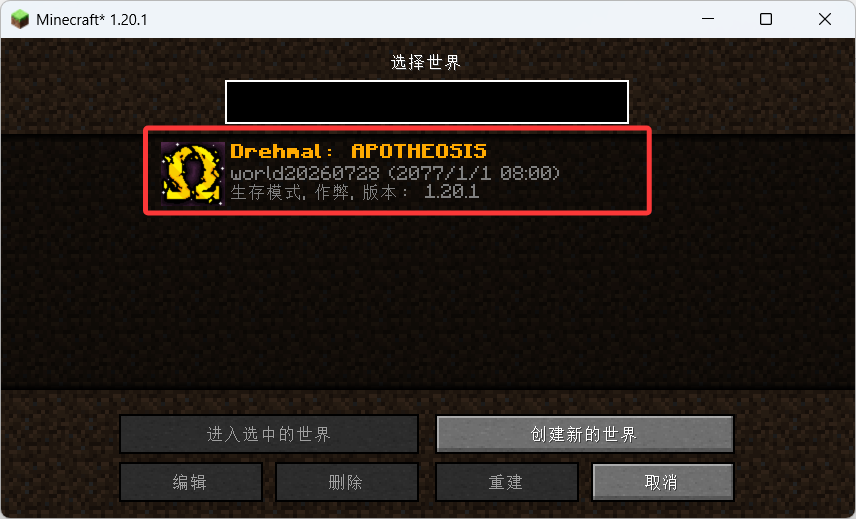 Minecraft* 1.20.1
选择世界
Drehmal: APOTHEOSIS
world20260728 (2077/1/1 08:00)
生存模式, 作弊, 版本： 1.20.1
进入选中的世界
创建新的世界
编辑
删除
重建
取消